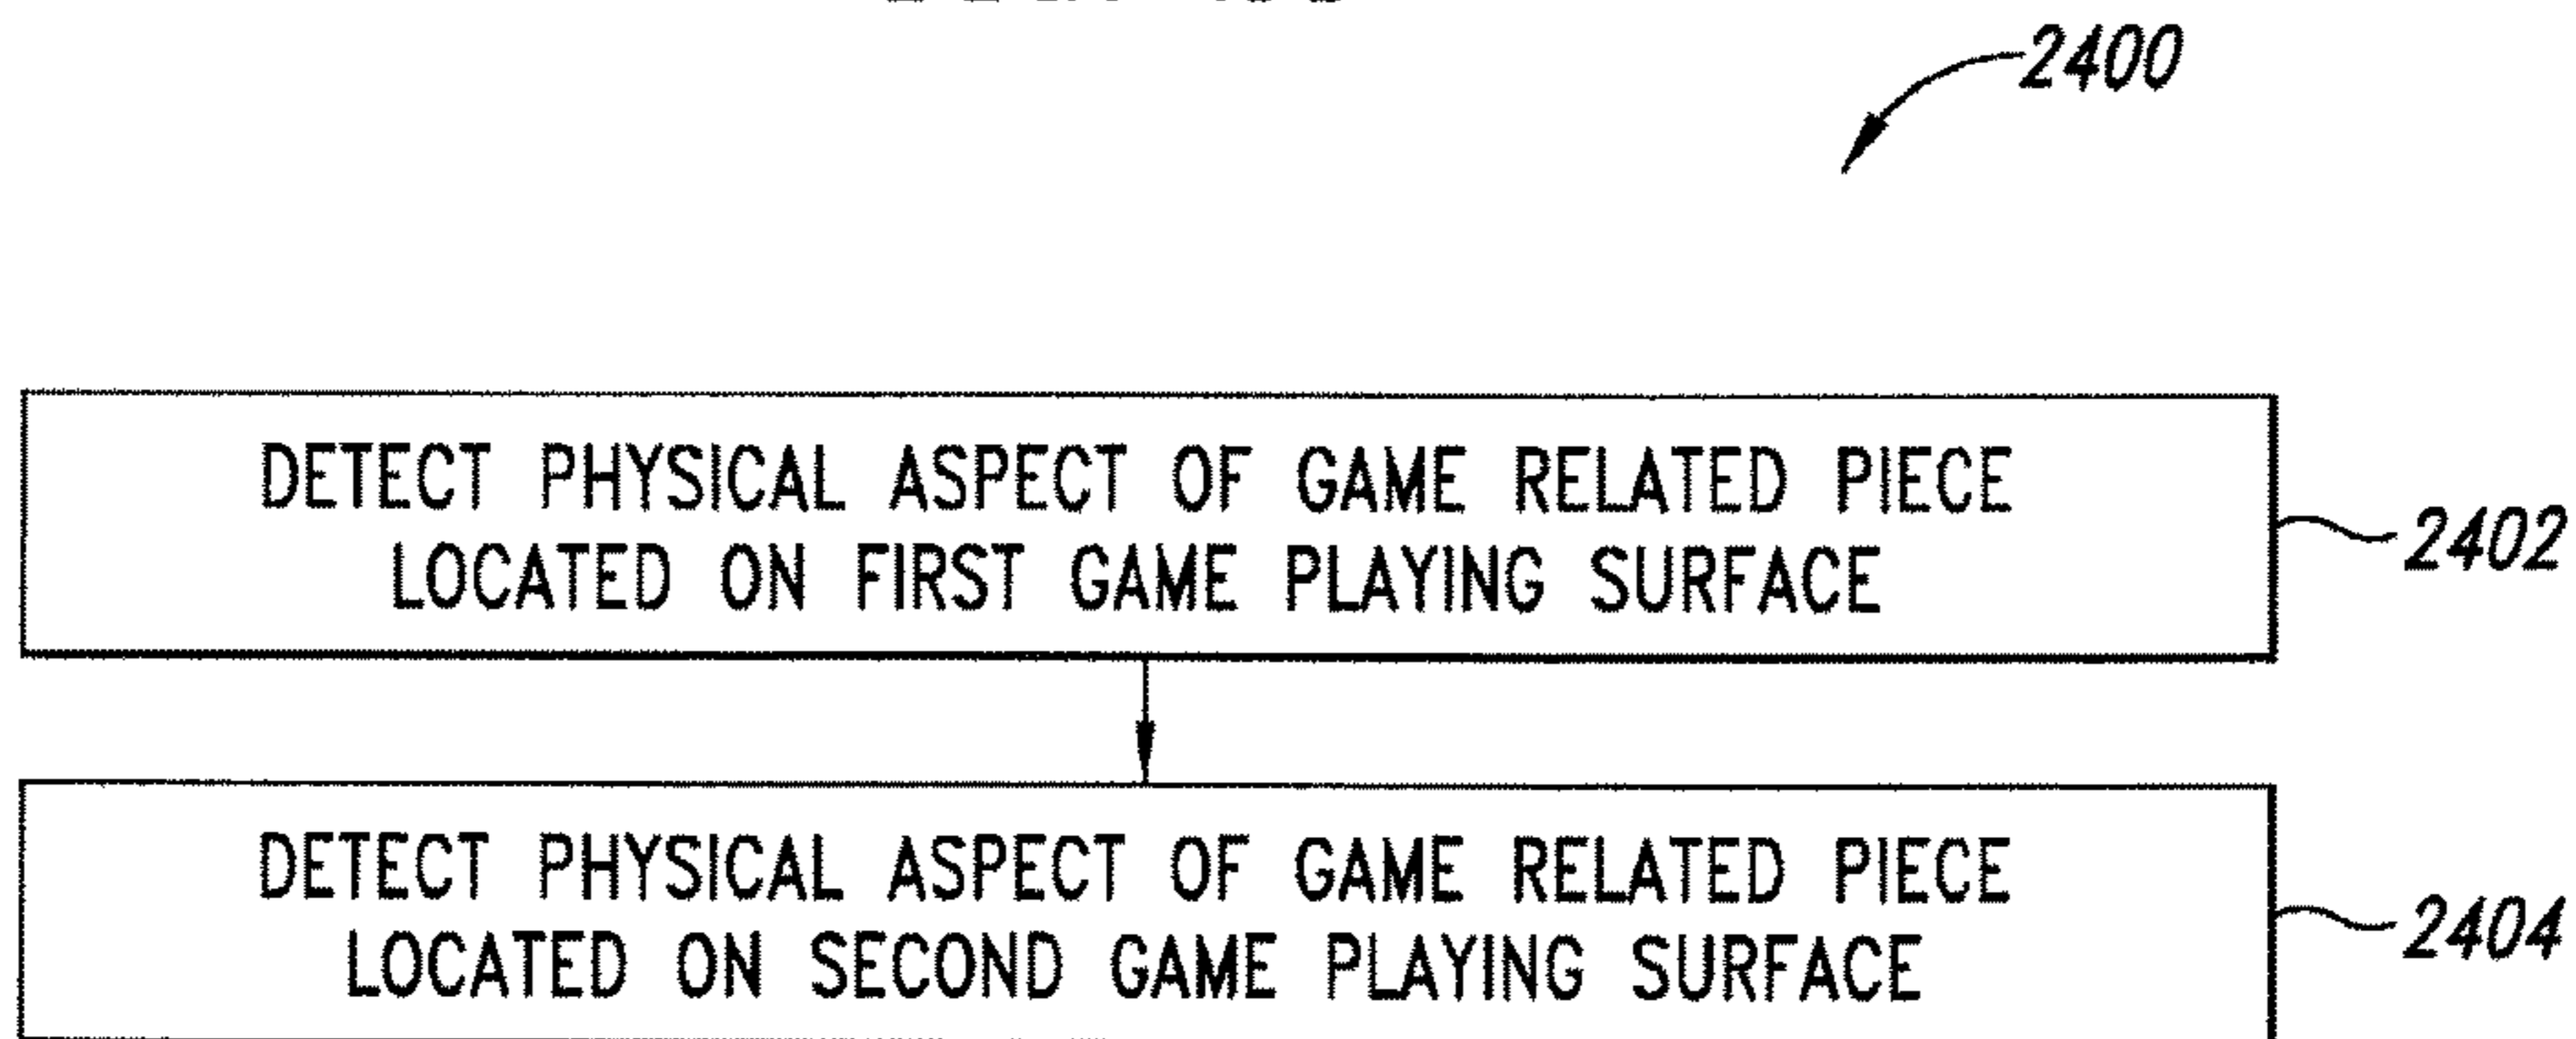 2400
DETECT PHYSICAL ASPECT OF GAME RELATED PIECE
LOCATED ON FIRST GAME PLAYING SURFACE
2402
DETECT PHYSICAL ASPECT OF GAME RELATED PIECE
LOCATED ON SECOND GAME PLAYING SURFACE
2404